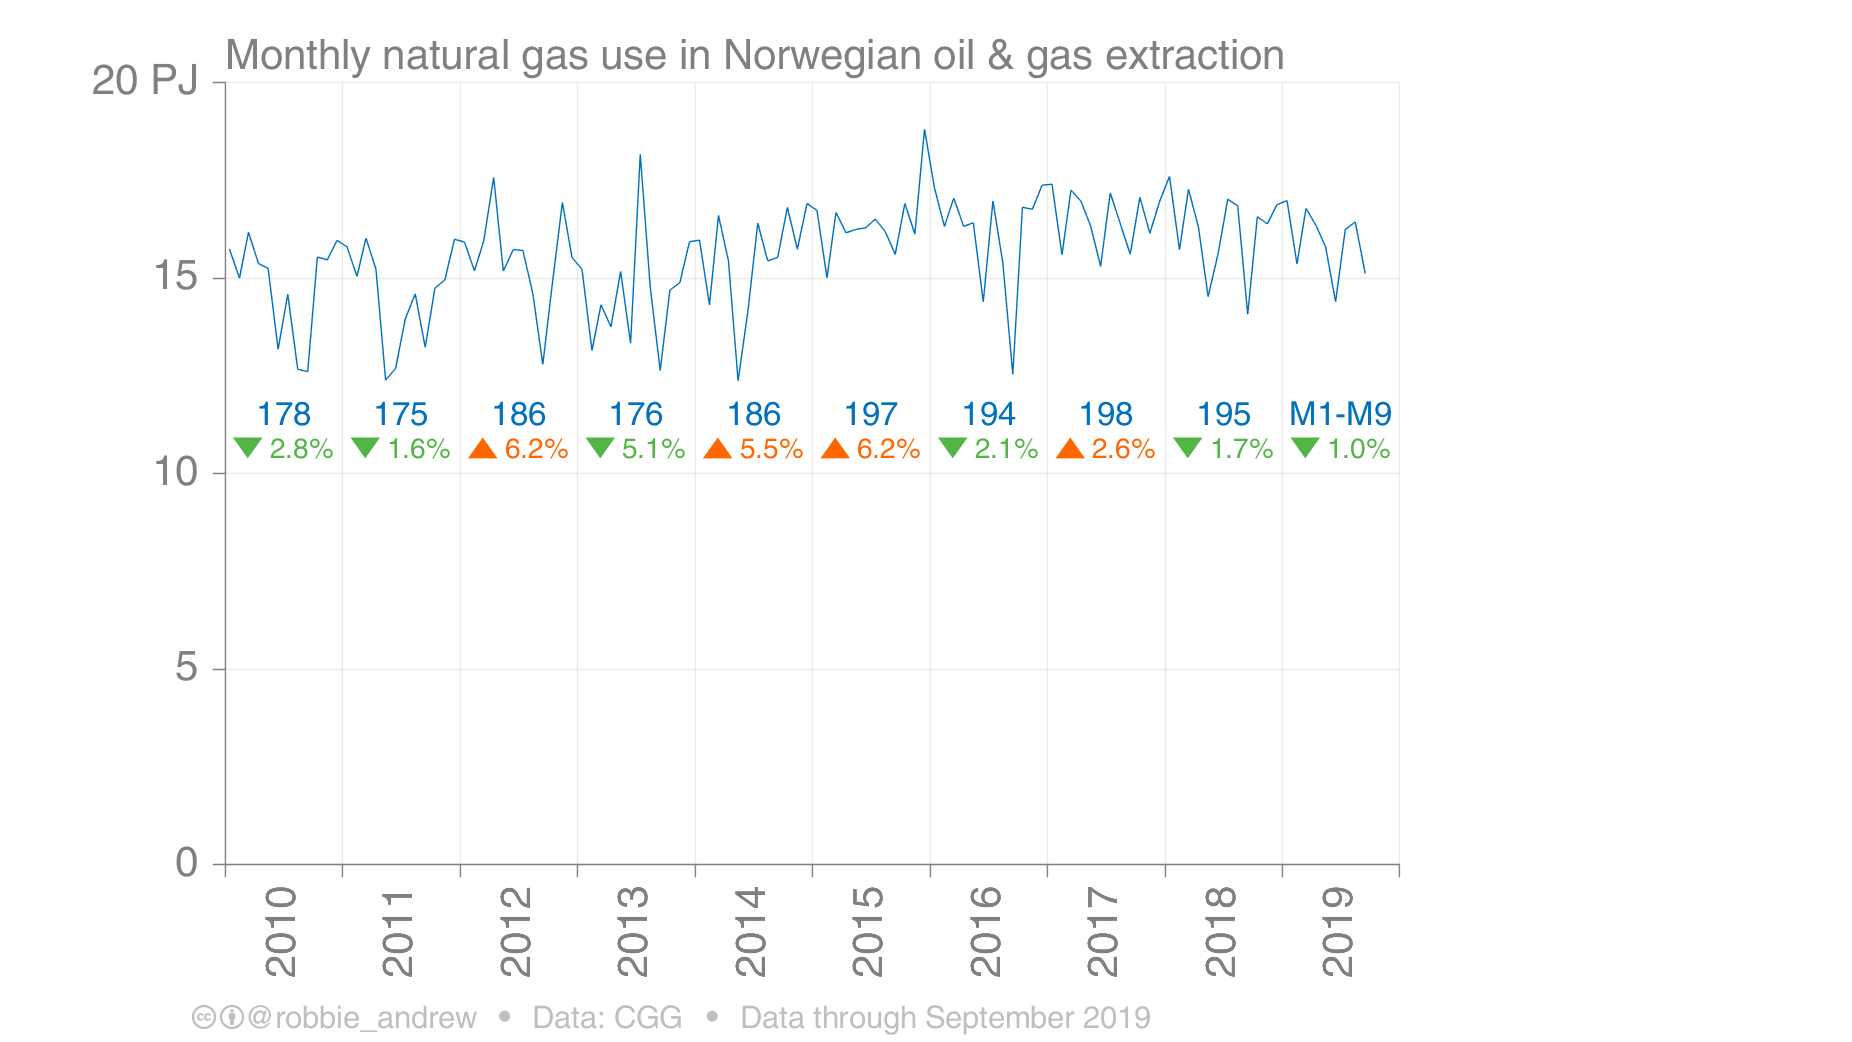 Monthly natural gas use in Norwegian oil & gas extraction
20 PJ
15
10
5
0
178 175 186 176 186 197 194 198 195 M1-M9
▼ 2.8% ▼ 1.6% ▲ 6.2% ▼ 5.1% ▲ 5.5% ▲ 6.2% ▼ 2.1% ▲ 2.6% ▼ 1.7% ▼ 1.0%
2010 2011 2012 2013 2014 2015 2016 2017 2018 2019
@robbie_andrew • Data: CGG • Data through September 2019